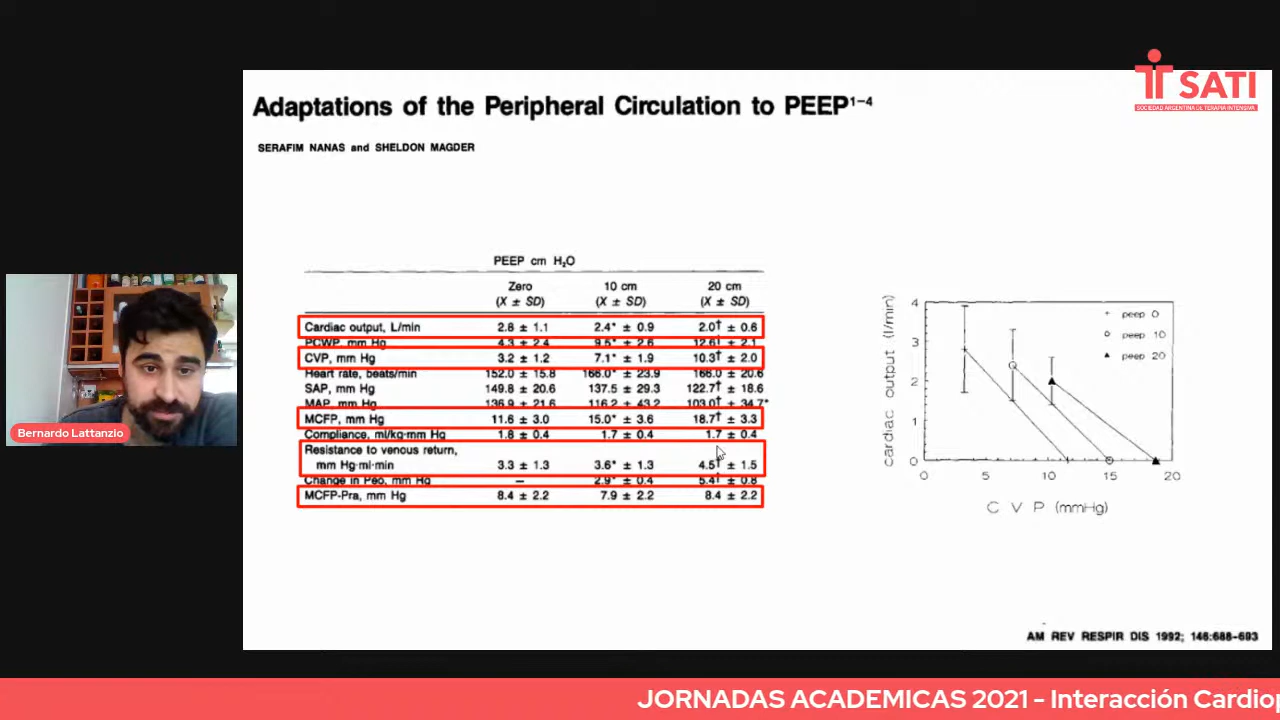 SATI
SOCIEDAD ARGENTINA DE TERAPIA INTENSIVA
Adaptations of the Peripheral Circulation to PEEP1-4
SERAFIM NANAS and SHELDON MAGDER
PEEP cm H2O
Zero 10 cm 20 cm
(X ± SD) (X ± SD) (X ± SD)
Cardiac output, L/min 2.8 ± 1.1 2.4* ± 0.9 2.0† ± 0.6
PCWP, mm Hg 4.3 ± 2.4 9.5* ± 2.6 12.6† ± 2.1
CVP, mm Hg 3.2 ± 1.2 7.1* ± 1.9 10.3† ± 2.0
Heart rate, beats/min 152.0 ± 15.8 166.0* ± 23.9 166.0 ± 20.6
SAP, mm Hg 149.8 ± 20.6 137.5 ± 29.3 122.7† ± 18.6
MAP, mm Hg 136.9 ± 21.6 116.2 ± 43.2 103.0† ± 34.7*
MCFP, mm Hg 11.6 ± 3.0 15.0* ± 3.6 18.7† ± 3.3
Compliance, ml/kg-mm Hg 1.8 ± 0.4 1.7 ± 0.4 1.7 ± 0.4
Resistance to venous return,
mm Hg·ml·min 3.3 ± 1.3 3.6* ± 1.3 4.5† ± 1.5
Change in Peo, mm Hg — 2.9* ± 0.4 5.4† ± 0.8
MCFP-Pra, mm Hg 8.4 ± 2.2 7.9 ± 2.2 8.4 ± 2.2
cardiac output (l/min)
4
3
2
1
0
+ peep 0
o peep 10
▲ peep 20
0 5 10 15 20
C V P (mmHg)
AM REV RESPIR DIS 1992; 146:688-693
Bernardo Lattanzio
JORNADAS ACADEMICAS 2021 - Interacción Cardiop